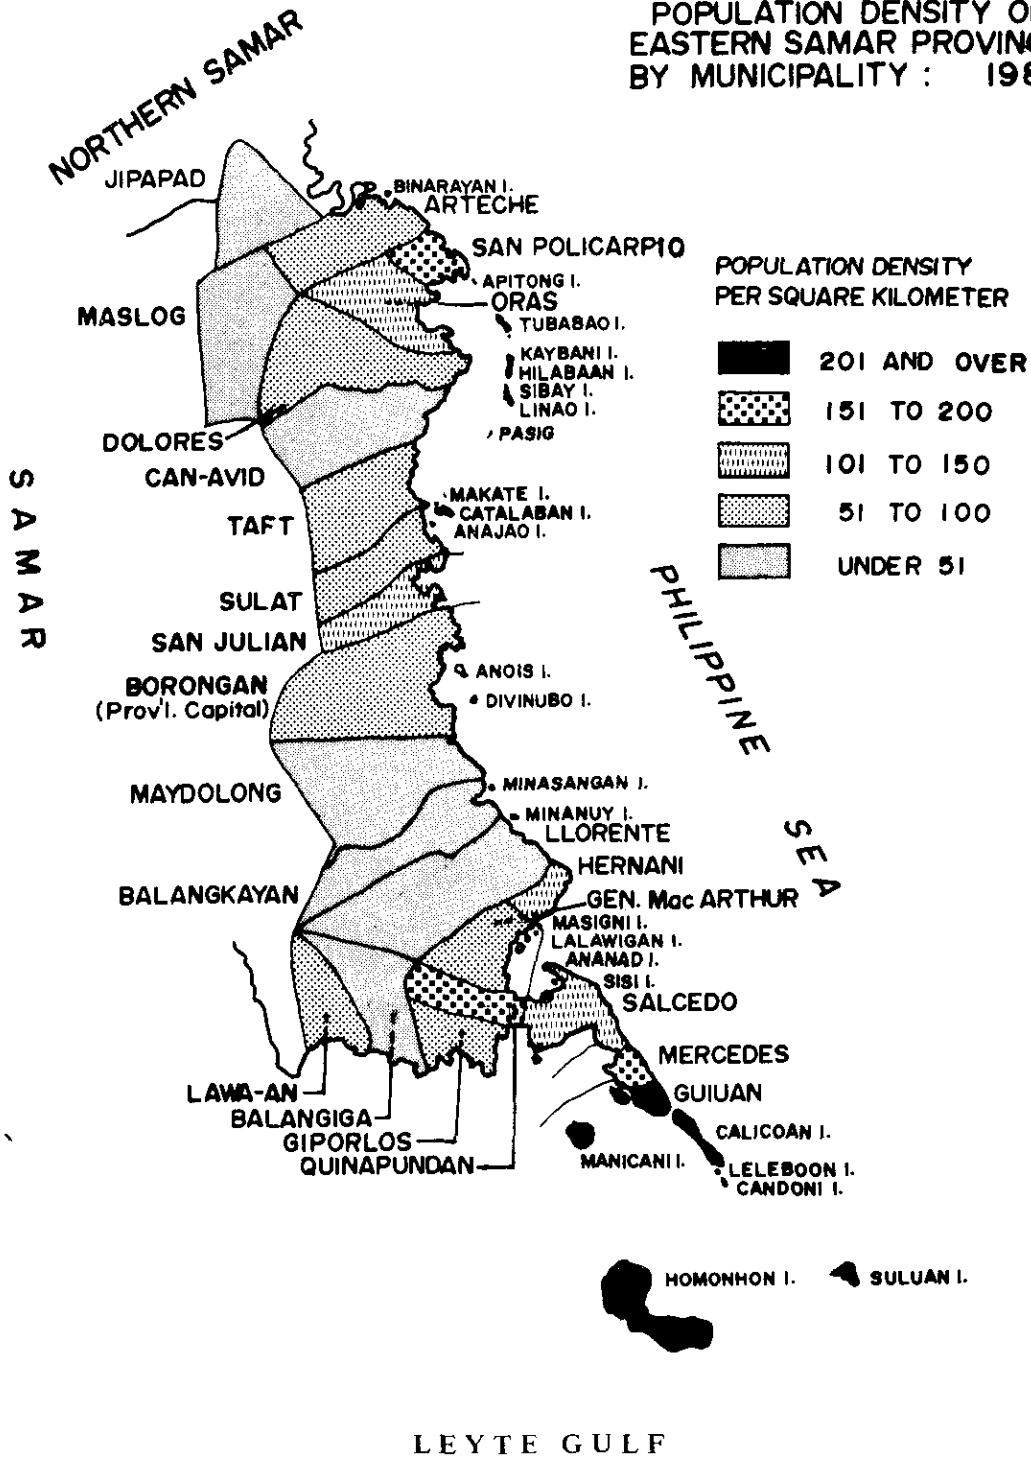 POPULATION DENSITY O
EASTERN SAMAR PROVINC
BY MUNICIPALITY : 198
NORTHERN SAMAR
JIPAPAD
BINARAYAN I.
ARTECHE
SAN POLICARPIO
APITONG I.
ORAS
MASLOG
TUBABAO I.
KAYBANI I.
HILABAAN I.
SIBAY I.
LINAO I.
PASIG
DOLORES
CAN-AVID
MAKATE I.
CATALABAN I.
ANAJAO I.
TAFT
SULAT
SAN JULIAN
ANOIS I.
BORONGAN
(Prov'l. Capital)
DIVINUBO I.
MINASANGAN I.
MAYDOLONG
MINANUY I.
LLORENTE
HERNANI
BALANGKAYAN
GEN. Mac ARTHUR
MASIGNI I.
LALAWIGAN I.
ANANAD I.
SISI I.
SALCEDO
MERCEDES
LAWA-AN
GUIUAN
BALANGIGA
CALICOAN I.
GIPORLOS
QUINAPUNDAN
MANICANI I.
LELEBOON I.
CANDONI I.
HOMONHON I.
SULUAN I.
POPULATION DENSITY
PER SQUARE KILOMETER
201 AND OVER
151 TO 200
101 TO 150
51 TO 100
UNDER 51
SAMAR
PHILIPPINE
SEA
LEYTE GULF